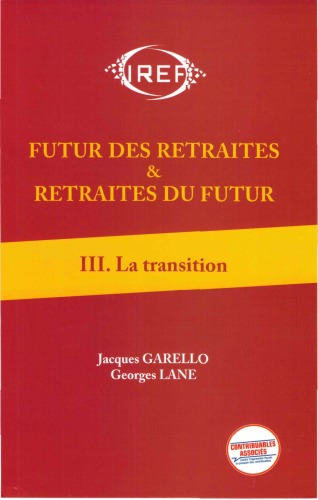 IREF
FUTUR DES RETRAITES
&
RETRAITES DU FUTUR
III. La transition
Jacques GARELLO
Georges LANE
CONTRIBUABLES
ASSOCIÉS